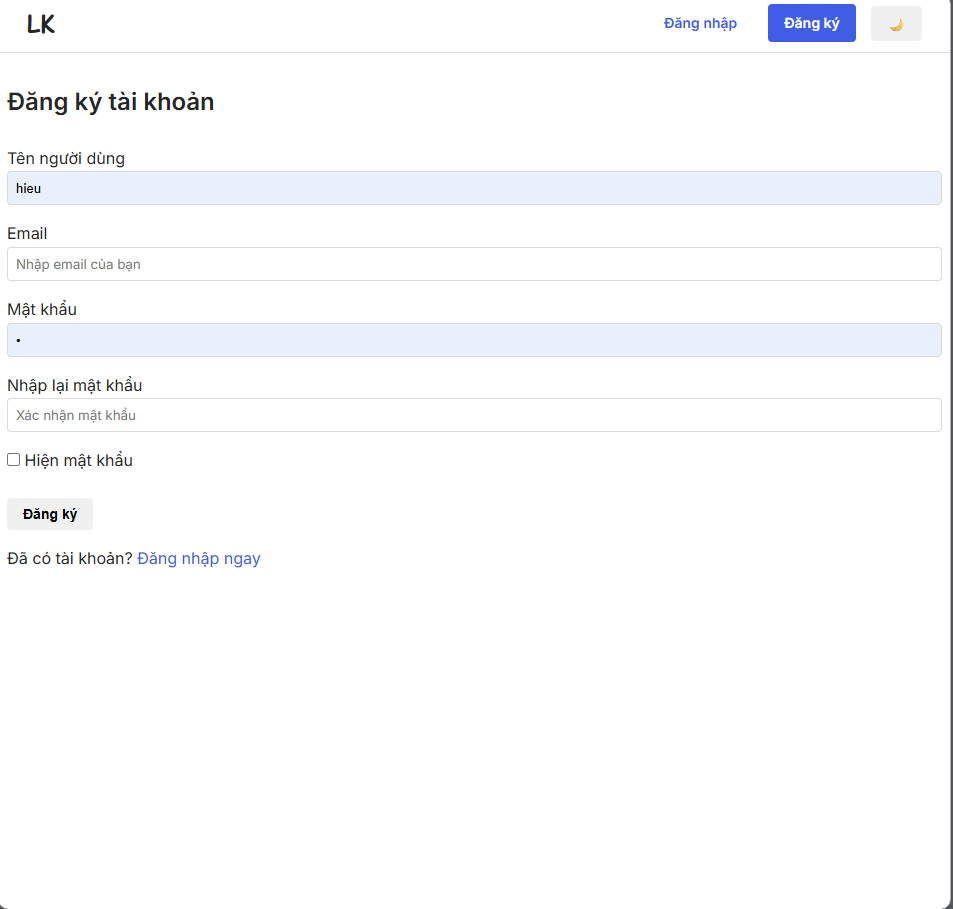 LK
Đăng nhập
Đăng ký
Đăng ký tài khoản
Tên người dùng
hieu
Email
Nhập email của bạn
Mật khẩu
•
Nhập lại mật khẩu
Xác nhận mật khẩu
Hiện mật khẩu
Đăng ký
Đã có tài khoản? Đăng nhập ngay